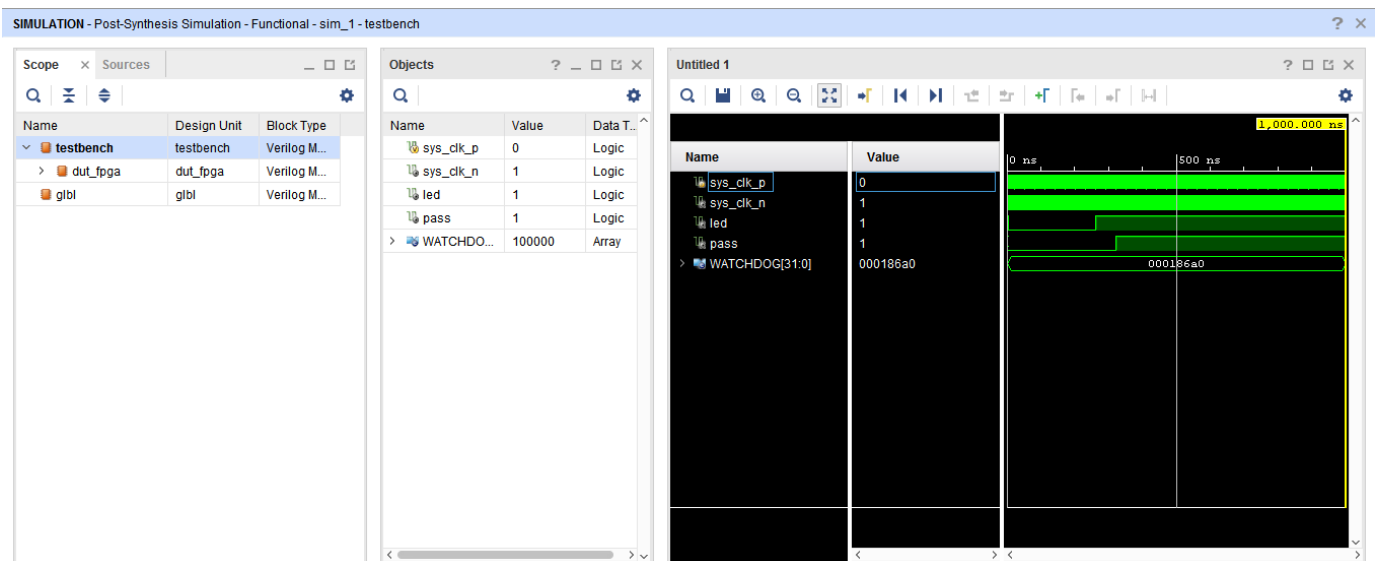 SIMULATION - Post-Synthesis Simulation - Functional - sim_1 - testbench
Scope Sources
Name Design Unit Block Type
testbench testbench Verilog M...
dut_fpga dut_fpga Verilog M...
glbl glbl Verilog M...
Objects
Name Value Data T...
sys_clk_p 0 Logic
sys_clk_n 1 Logic
led 1 Logic
pass 1 Logic
WATCHDO... 100000 Array
Untitled 1
1,000.000 ns
Name Value
0 ns 500 ns
sys_clk_p 0
sys_clk_n 1
led 1
pass 1
WATCHDOG[31:0] 000186a0 000186a0